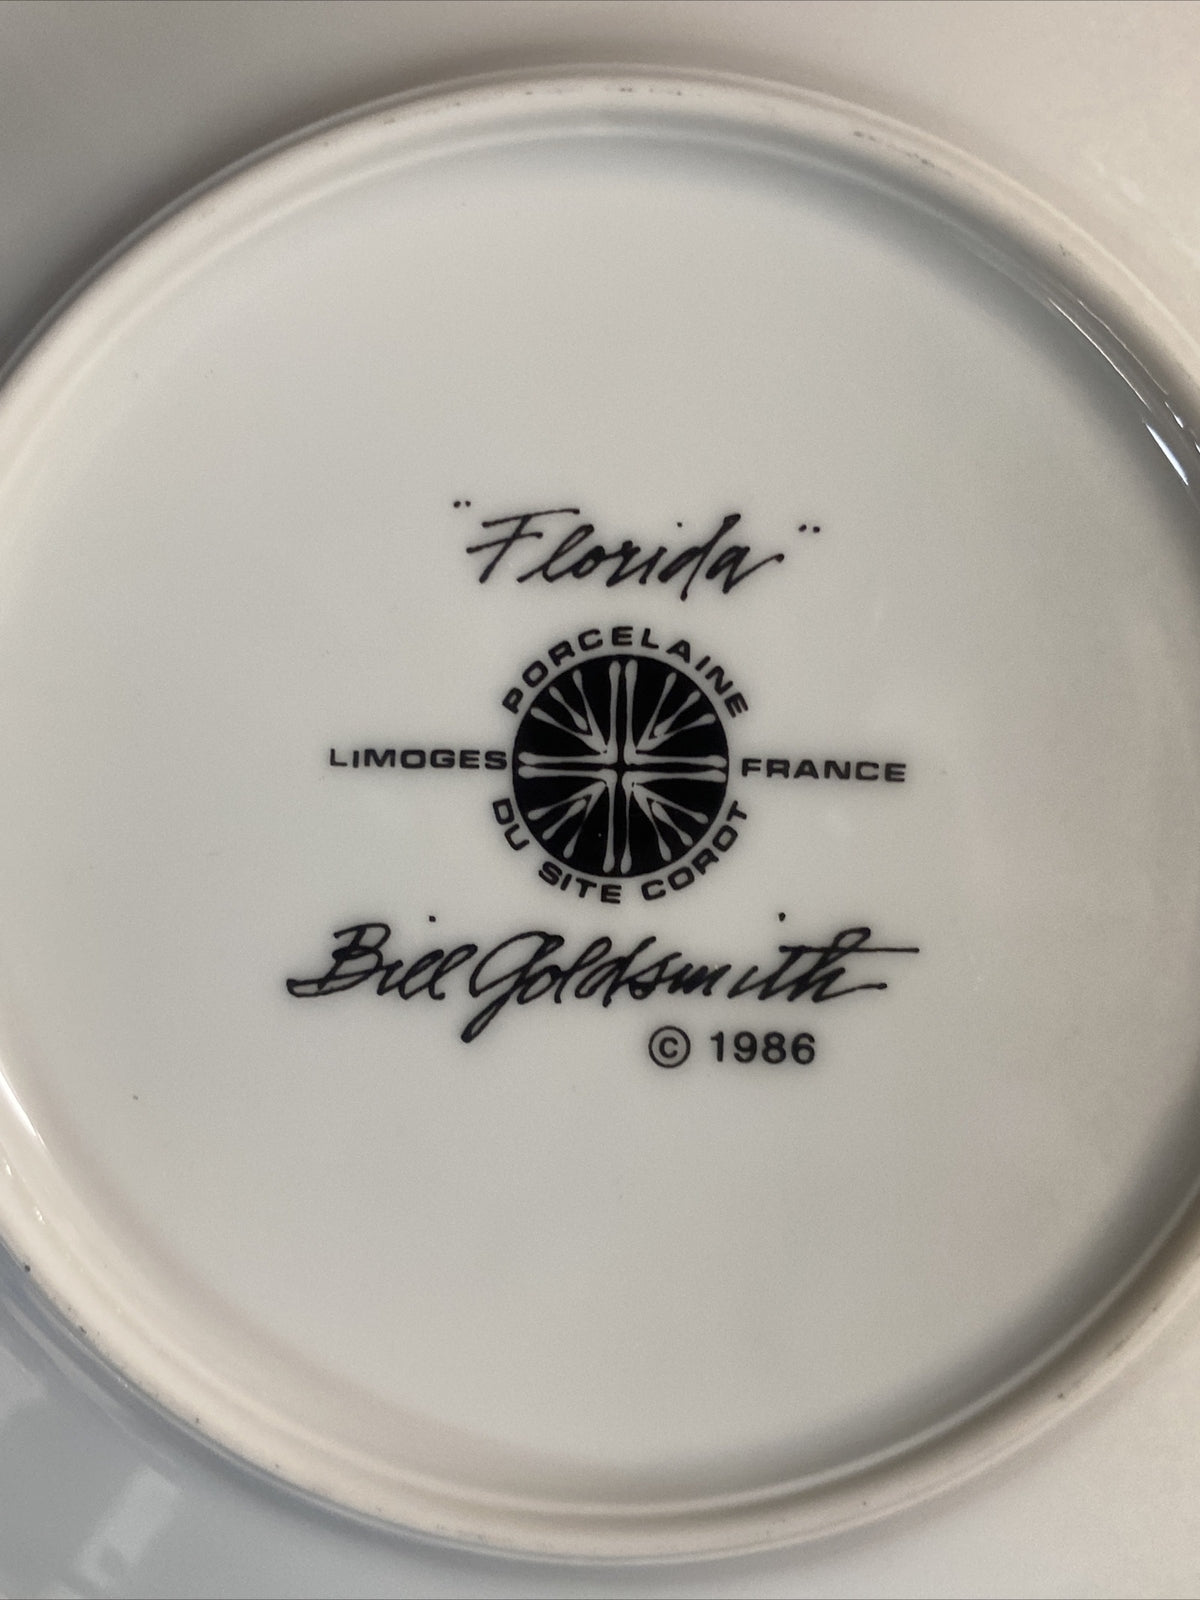 "Florida"
PORCELAINE
LIMOGES FRANCE
DU SITE COROT
Bill Goldsmith
© 1986